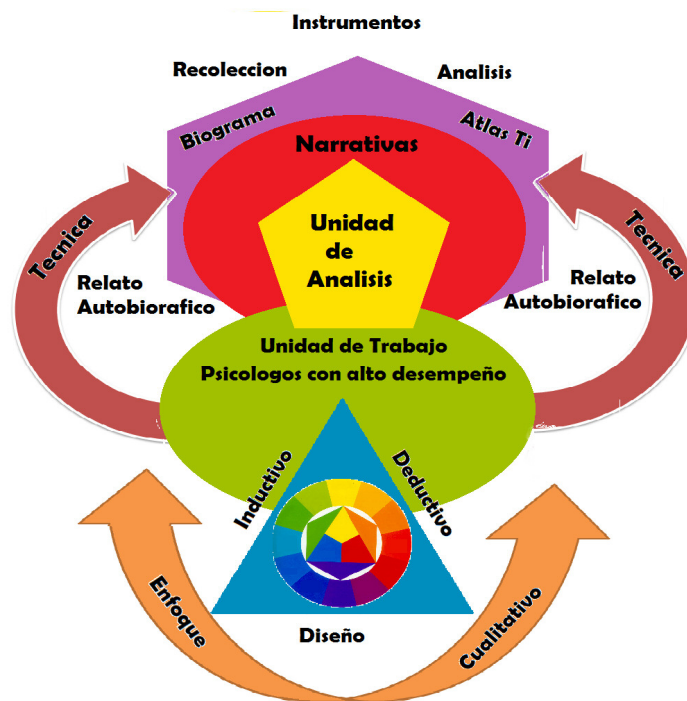 Instrumentos
Recoleccion
Analisis
Biograma
Atlas Ti
Narrativas
Unidad
de
Analisis
Tecnica
Tecnica
Relato
Autobiorafico
Relato
Autobiorafico
Unidad de Trabajo
Psicologos con alto desempeño
Inductivo
Deductivo
Enfoque
Cualitativo
Diseño